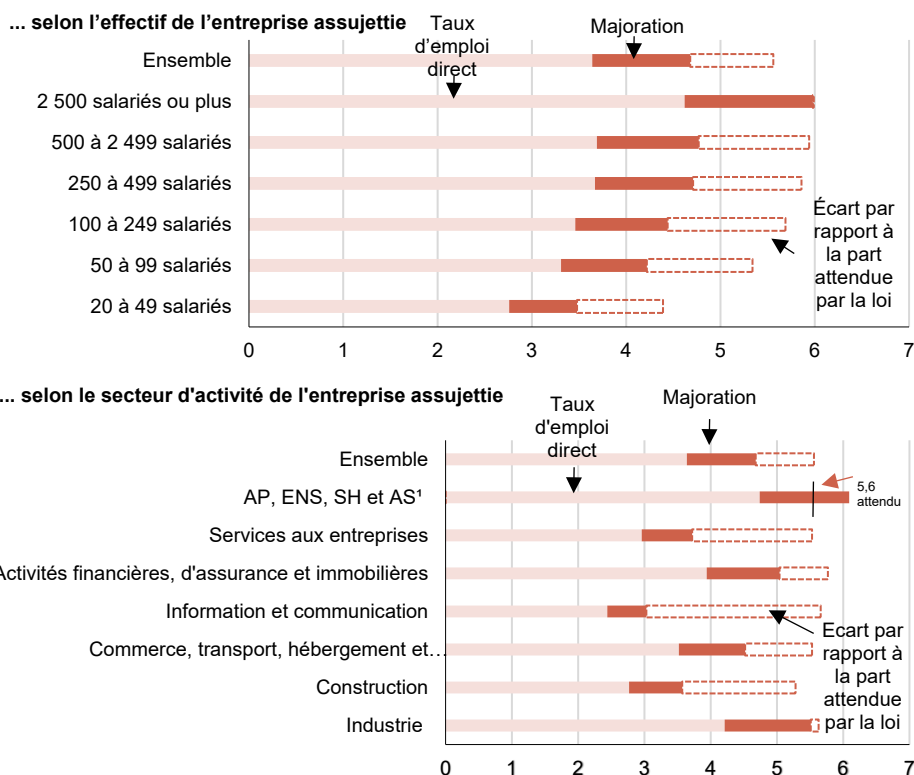 ... selon l’effectif de l’entreprise assujettie
Taux
d’emploi
direct
Majoration
Ensemble
2 500 salariés ou plus
500 à 2 499 salariés
250 à 499 salariés
100 à 249 salariés
50 à 99 salariés
20 à 49 salariés
Écart par
rapport à
la part
attendue
par la loi
0 1 2 3 4 5 6 7
... selon le secteur d'activité de l'entreprise assujettie
Taux
d'emploi
direct
Majoration
Ensemble
AP, ENS, SH et AS¹
5,6
attendu
Services aux entreprises
Activités financières, d'assurance et immobilières
Information et communication
Commerce, transport, hébergement et…
Construction
Industrie
Ecart par
rapport à
la part
attendue
par la loi
0 1 2 3 4 5 6 7